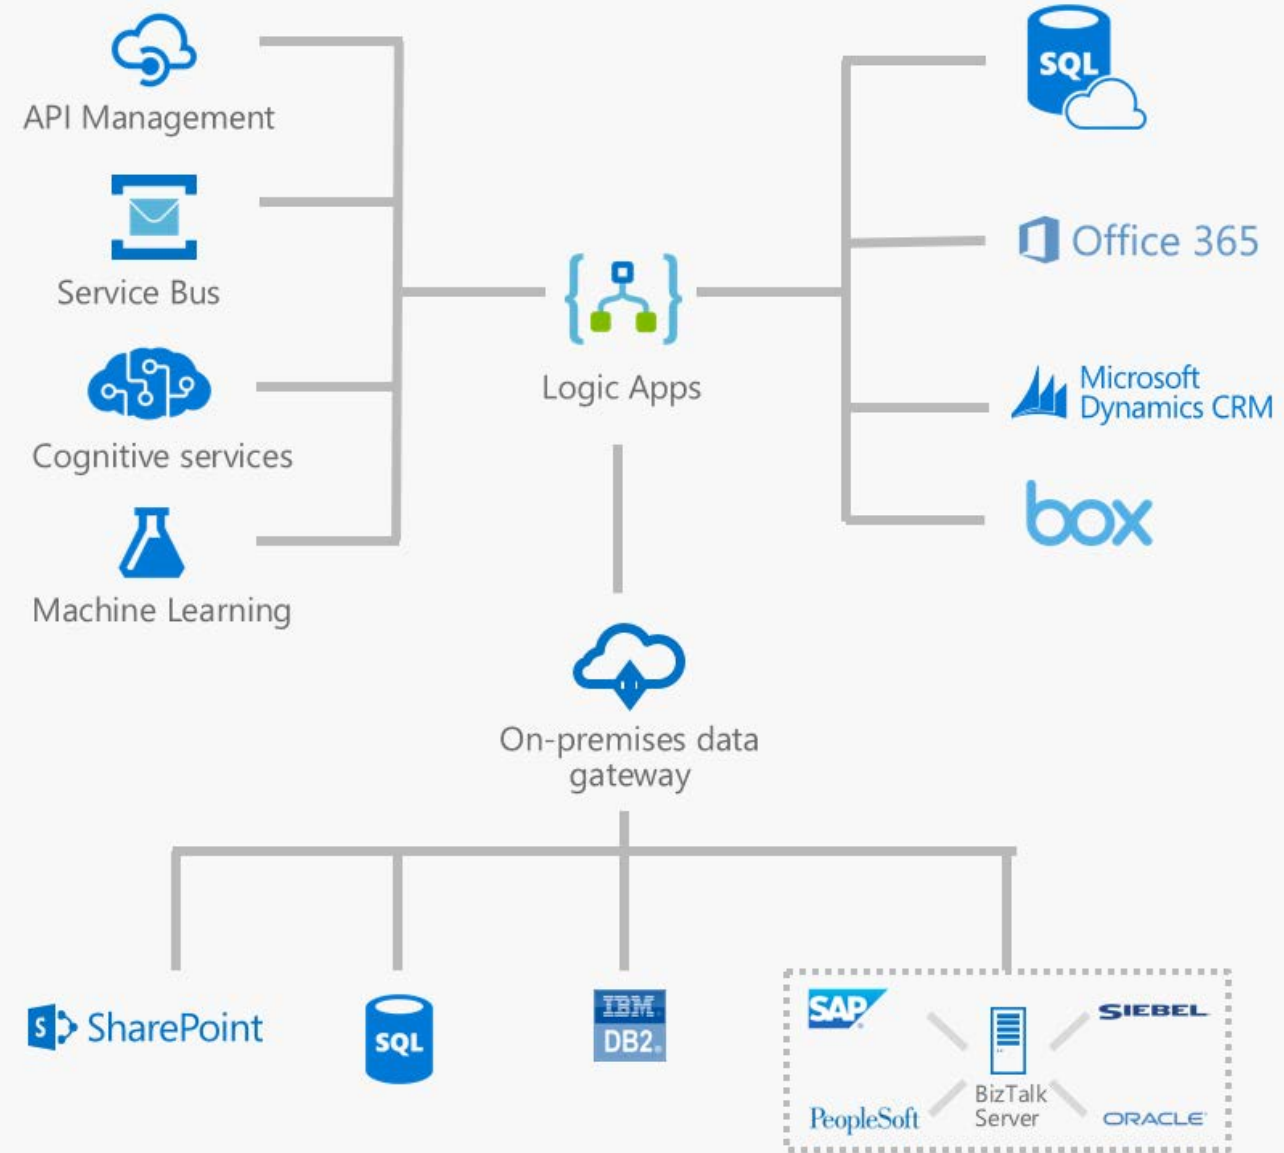 API Management
Service Bus
Cognitive services
Machine Learning
Logic Apps
SQL
Office 365
Microsoft
Dynamics CRM
box
On-premises data
gateway
S SharePoint
SQL
IBM
DB2
SAP
SIEBEL
BizTalk
Server
PeopleSoft
ORACLE